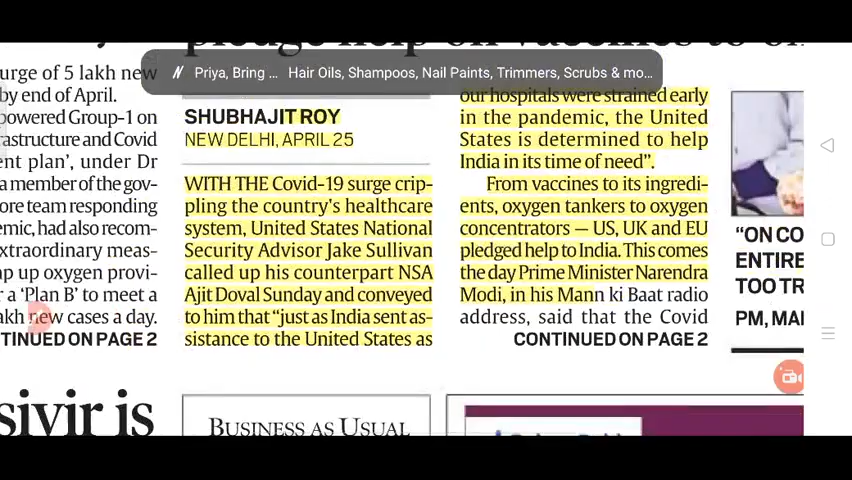 pledge help on vaccines to
Priya, Bring ... Hair Oils, Shampoos, Nail Paints, Trimmers, Scrubs & mo...
urge of 5 lakh new
by end of April.
powered Group-1 on
rastructure and Covid
ent plan', under Dr
a member of the gov-
ore team responding
emic, had also recom-
xtraordinary meas-
ap up oxygen provi-
r a 'Plan B' to meet a
akh new cases a day.
TINUED ON PAGE 2
SHUBHAJIT ROY
NEW DELHI, APRIL 25
WITH THE Covid-19 surge crip-
pling the country's healthcare
system, United States National
Security Advisor Jake Sullivan
called up his counterpart NSA
Ajit Doval Sunday and conveyed
to him that "just as India sent as-
sistance to the United States as
our hospitals were strained early
in the pandemic, the United
States is determined to help
India in its time of need".
From vaccines to its ingredi-
ents, oxygen tankers to oxygen
concentrators — US, UK and EU
pledged help to India. This comes
the day Prime Minister Narendra
Modi, in his Mann ki Baat radio
address, said that the Covid
CONTINUED ON PAGE 2
"ON CO
ENTIRE
TOO TR
PM, MAI
sivir is
BUSINESS AS USUAL